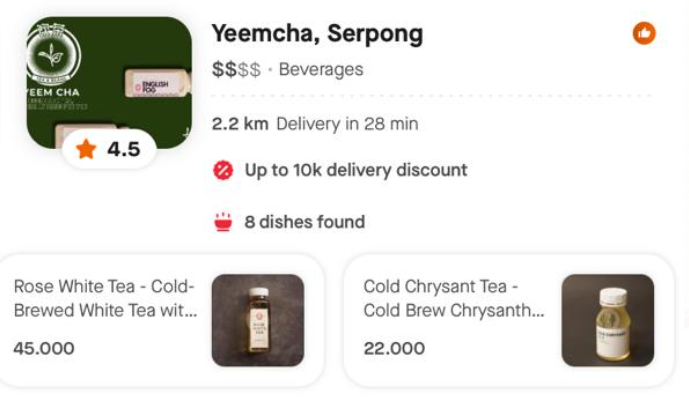 Yeemcha, Serpong
$$$$ • Beverages
YEEM CHA
ENGLISH
FOG
4.5
2.2 km Delivery in 28 min
Up to 10k delivery discount
8 dishes found
Rose White Tea - Cold-
Brewed White Tea wit...
45.000
Cold Chrysant Tea -
Cold Brew Chrysanth...
22.000